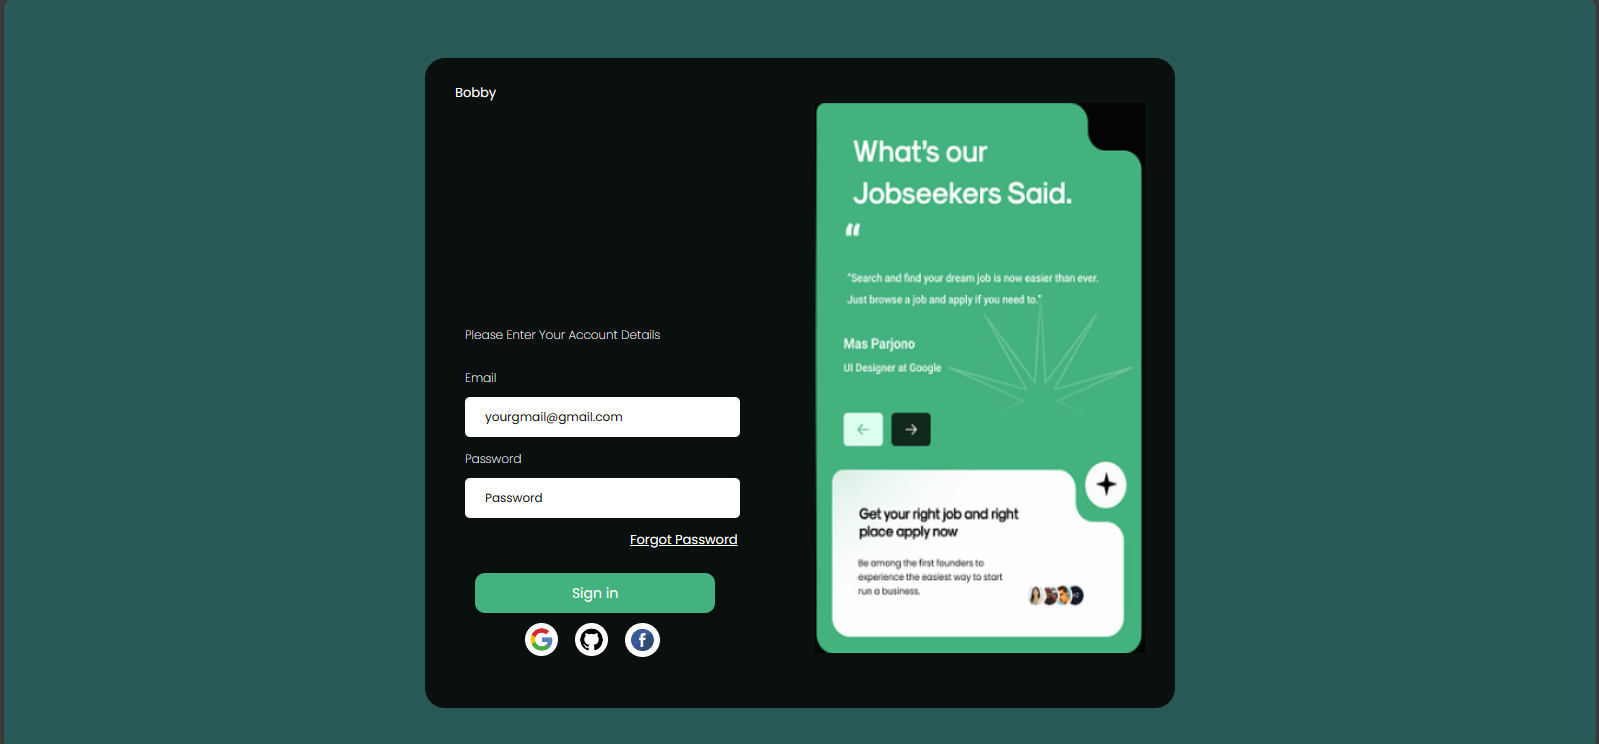 Bobby
Please Enter Your Account Details
Email
yourgmail@gmail.com
Password
Password
Forgot Password
Sign in
What's our
Jobseekers Said.
“
"Search and find your dream job is now easier than ever.
Just browse a job and apply if you need to."
Mas Parjono
UI Designer at Google
Get your right job and right
place apply now
Be among the first founders to
experience the easiest way to start
run a business.